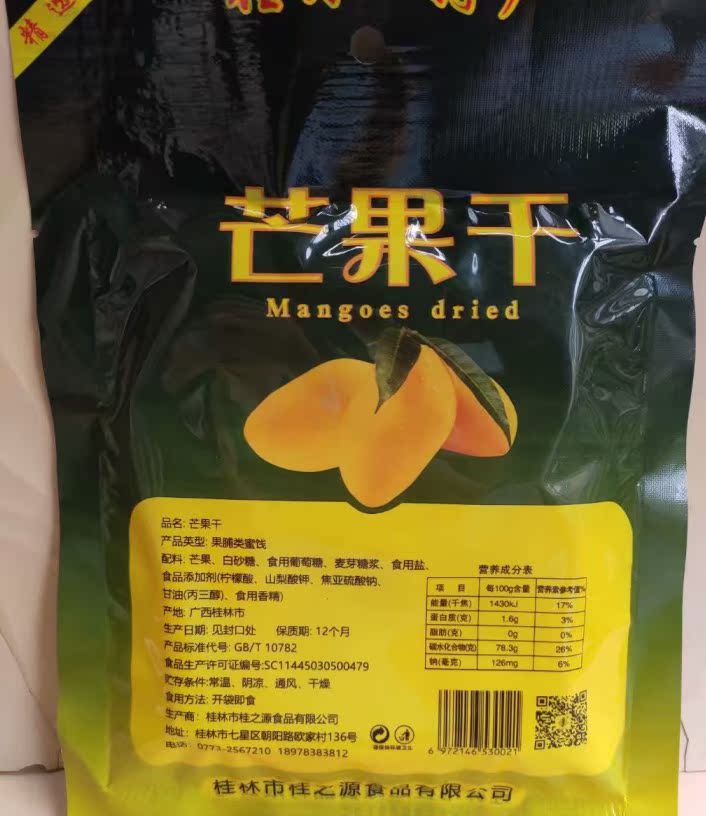 精选
芒果干
Mangoes dried
品名: 芒果干
产品类型: 果脯类蜜饯
配料: 芒果、白砂糖、食用葡萄糖、麦芽糖浆、食用盐、
食品添加剂(柠檬酸、山梨酸钾、焦亚硫酸钠、
甘油(丙三醇)、食用香精)
产地: 广西桂林市
生产日期: 见封口处 保质期: 12个月
产品标准代号: GB/T 10782
食品生产许可证编号:SC11445030500479
贮存条件:常温、阴凉、通风、干燥
食用方法: 开袋即食
生产商: 桂林市桂之源食品有限公司
地址: 桂林市七星区朝阳路欧家村136号
电话: 0773-2567210 18978383812
营养成分表
项 目 每100g含量 营养素参考值%
能量(千焦) 1430kJ 17%
蛋白质(克) 1.6g 3%
脂肪(克) 0g 0%
碳水化合物(克) 78.3g 26%
钠(毫克) 126mg 6%
6 972146 530021
桂林市桂之源食品有限公司